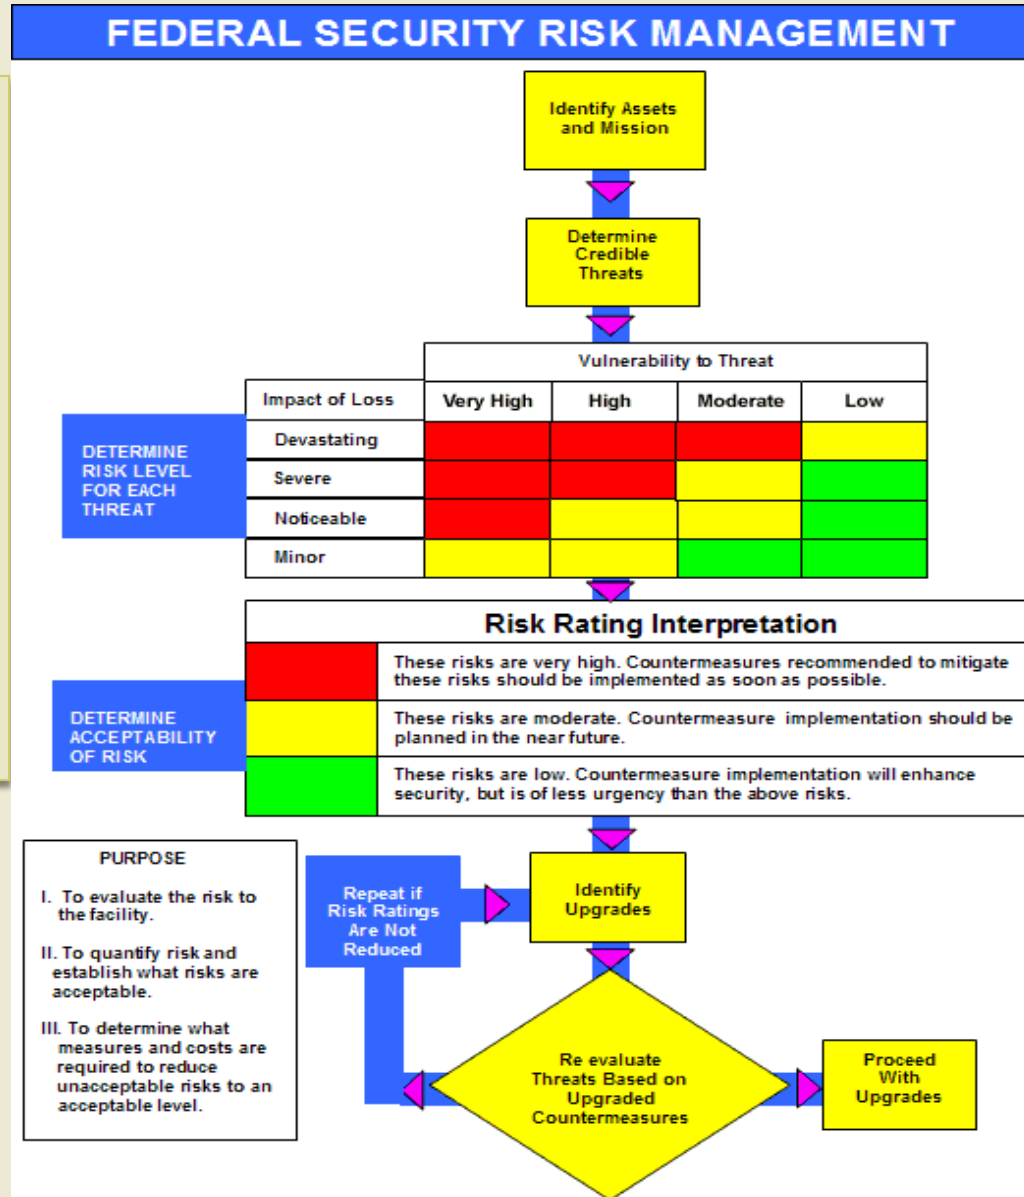 FEDERAL SECURITY RISK MANAGEMENT
Identify Assets
and Mission
Determine
Credible
Threats
Vulnerability to Threat
Impact of Loss Very High High Moderate Low
Devastating
Severe
Noticeable
Minor
DETERMINE
RISK LEVEL
FOR EACH
THREAT
Risk Rating Interpretation
These risks are very high. Countermeasures recommended to mitigate
these risks should be implemented as soon as possible.
These risks are moderate. Countermeasure implementation should be
planned in the near future.
These risks are low. Countermeasure implementation will enhance
security, but is of less urgency than the above risks.
DETERMINE
ACCEPTABILITY
OF RISK
PURPOSE
I. To evaluate the risk to
the facility.
II. To quantify risk and
establish what risks are
acceptable.
III. To determine what
measures and costs are
required to reduce
unacceptable risks to an
acceptable level.
Repeat if
Risk Ratings
Are Not
Reduced
Identify
Upgrades
Re evaluate
Threats Based on
Upgraded
Countermeasures
Proceed
With
Upgrades